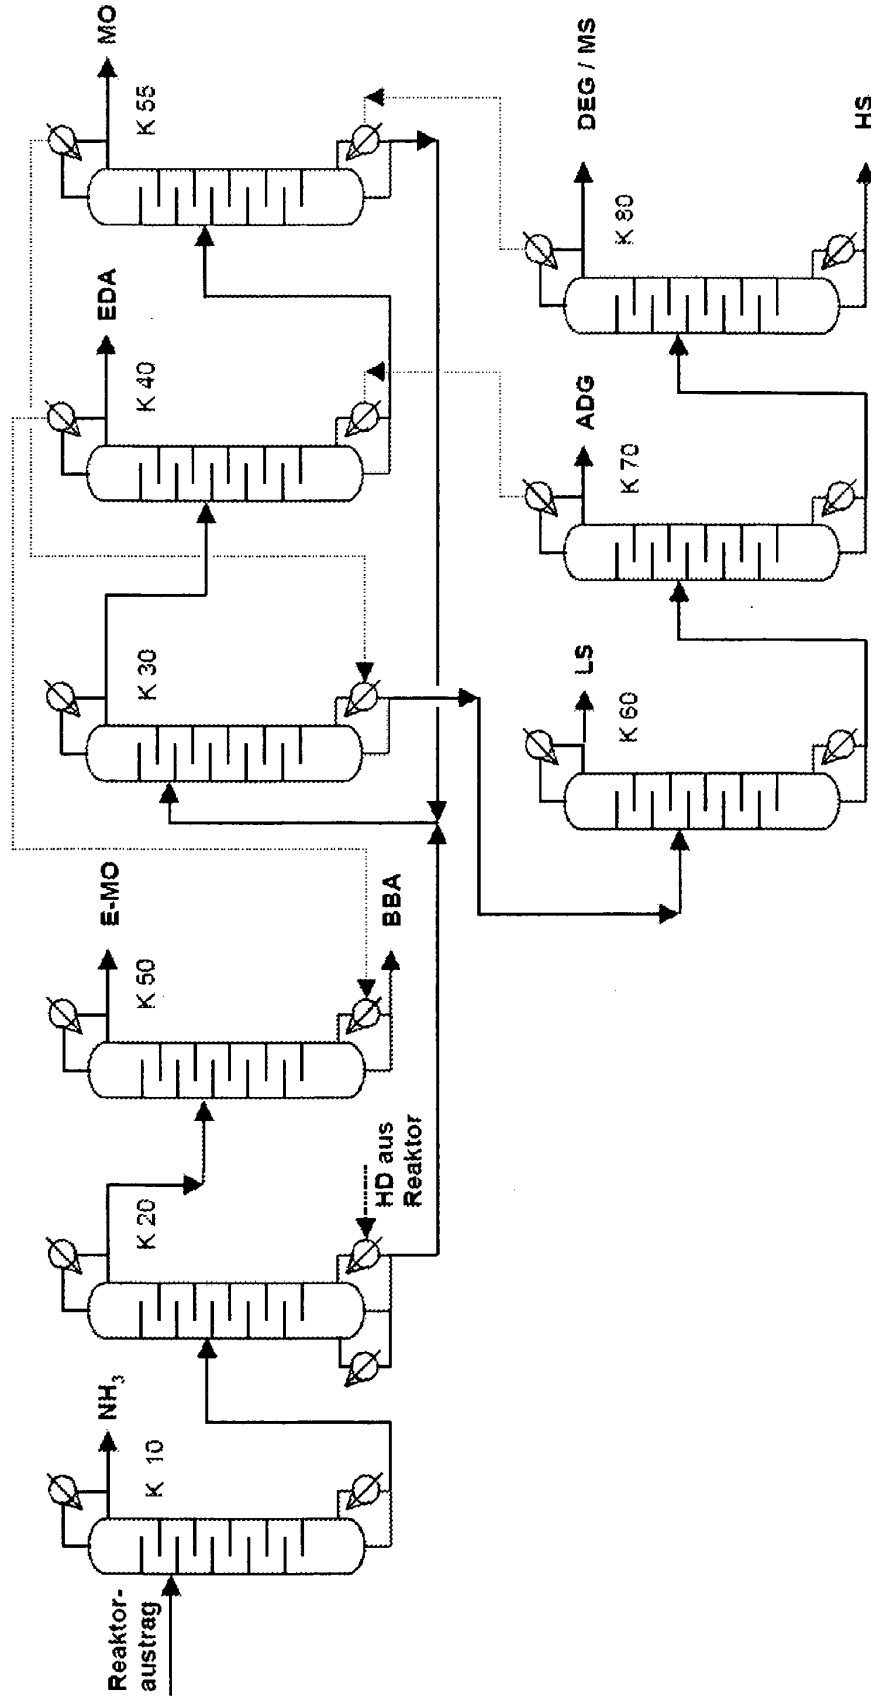 Reaktor-
austrag
NH₃
K 10
K 20
HD aus
Reaktor
E-MO
K 50
BBA
K 30
EDA
K 40
MO
K 55
LS
K 60
ADG
K 70
DEG / MS
K 80
HS